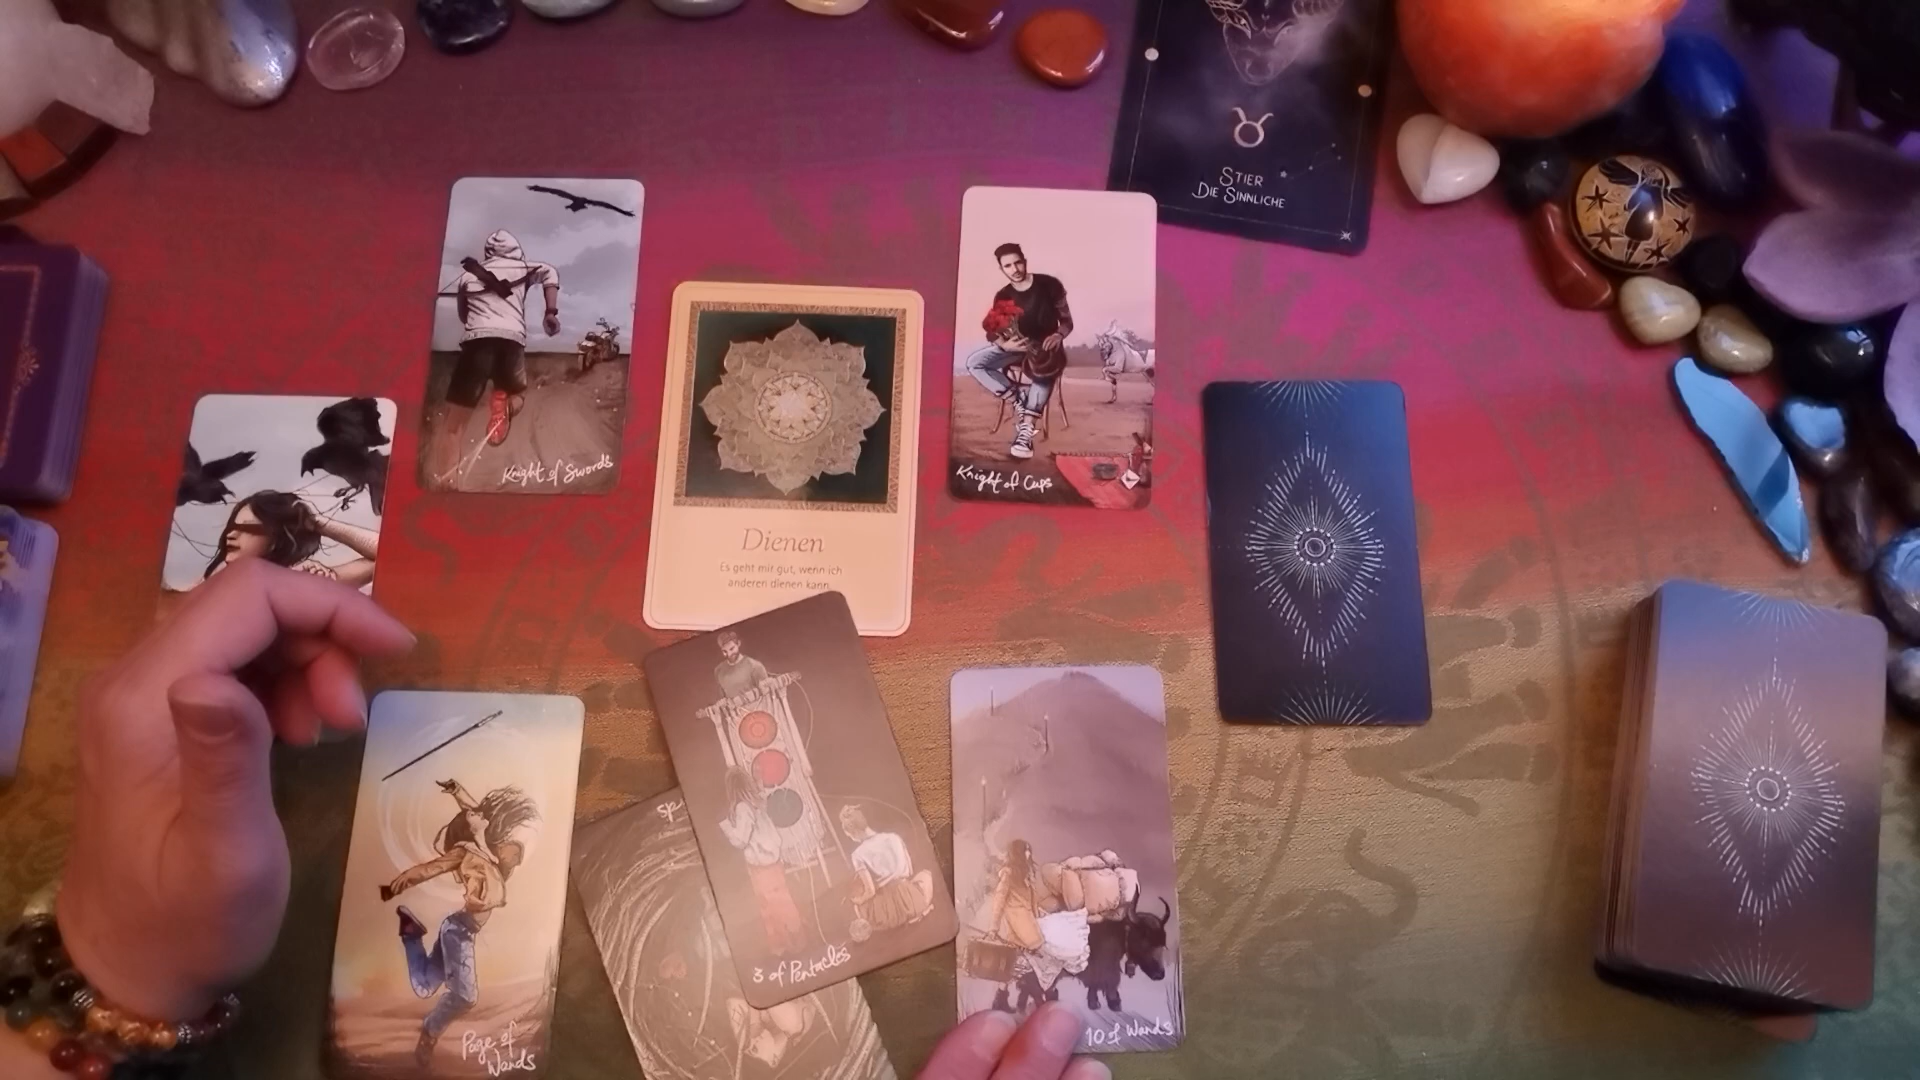 STIER
DIE SINNLICHE
Knight of Swords
Knight of Cups
Dienen
Es geht mir gut, wenn ich
anderen dienen kann.
3 of Pentacles
Page of
Wands
10 of Wands